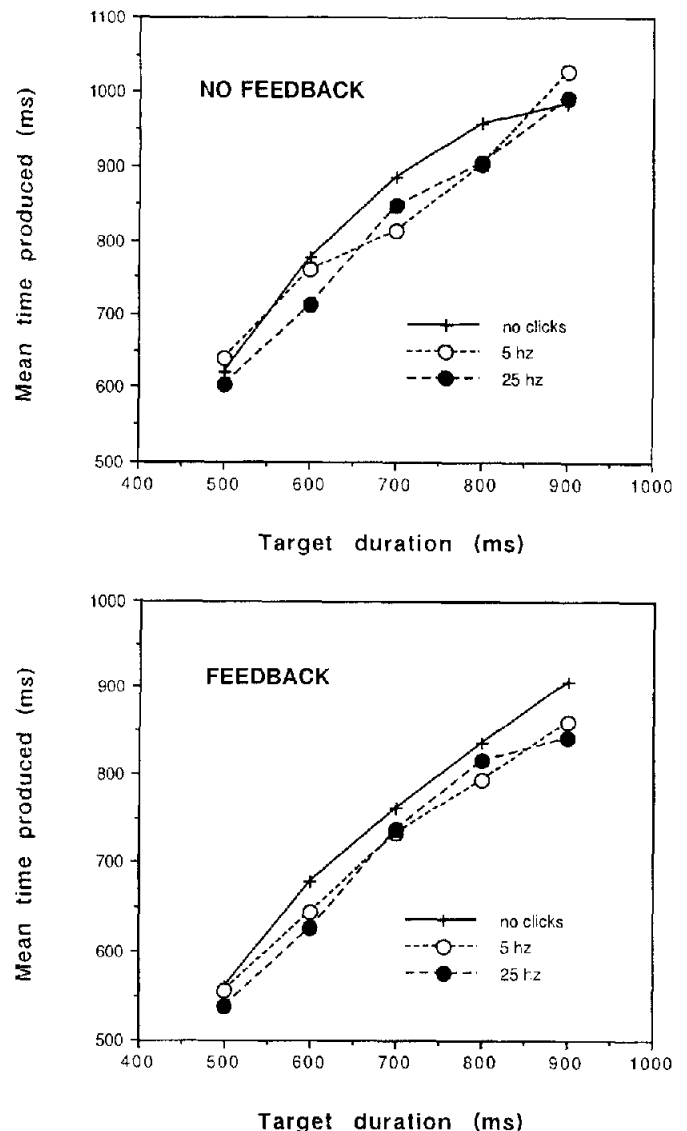 1100
1000
900
800
700
600
500
Mean time produced (ms)
NO FEEDBACK
no clicks
5 hz
25 hz
400 500 600 700 800 900 1000
Target duration (ms)
1000
900
800
700
600
500
Mean time produced (ms)
FEEDBACK
no clicks
5 hz
25 hz
400 500 600 700 800 900 1000
Target duration (ms)